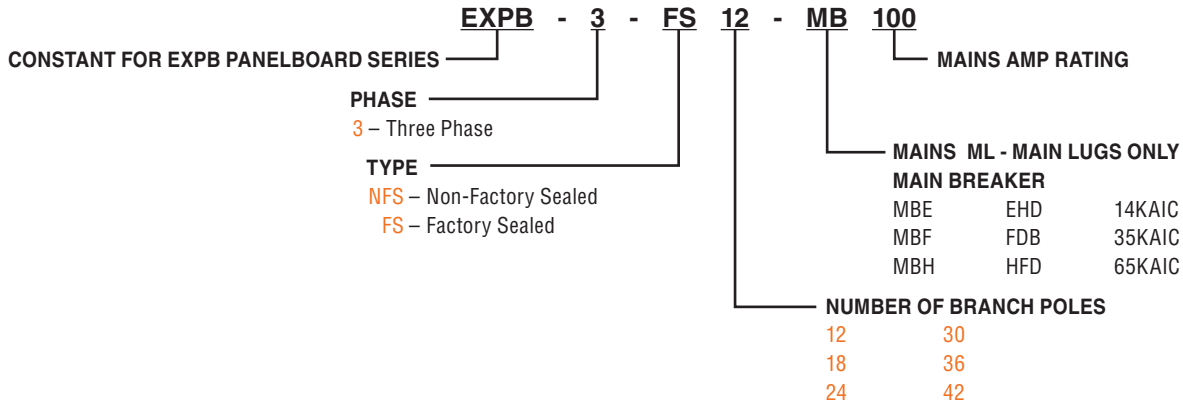 EXPB - 3 - FS 12 - MB 100
CONSTANT FOR EXPB PANELBOARD SERIES
MAINS AMP RATING
PHASE
3 – Three Phase
MAINS ML - MAIN LUGS ONLY
TYPE
MAIN BREAKER
NFS – Non-Factory Sealed
MBE EHD 14KAIC
FS – Factory Sealed
MBF FDB 35KAIC
MBH HFD 65KAIC
NUMBER OF BRANCH POLES
12 30
18 36
24 42